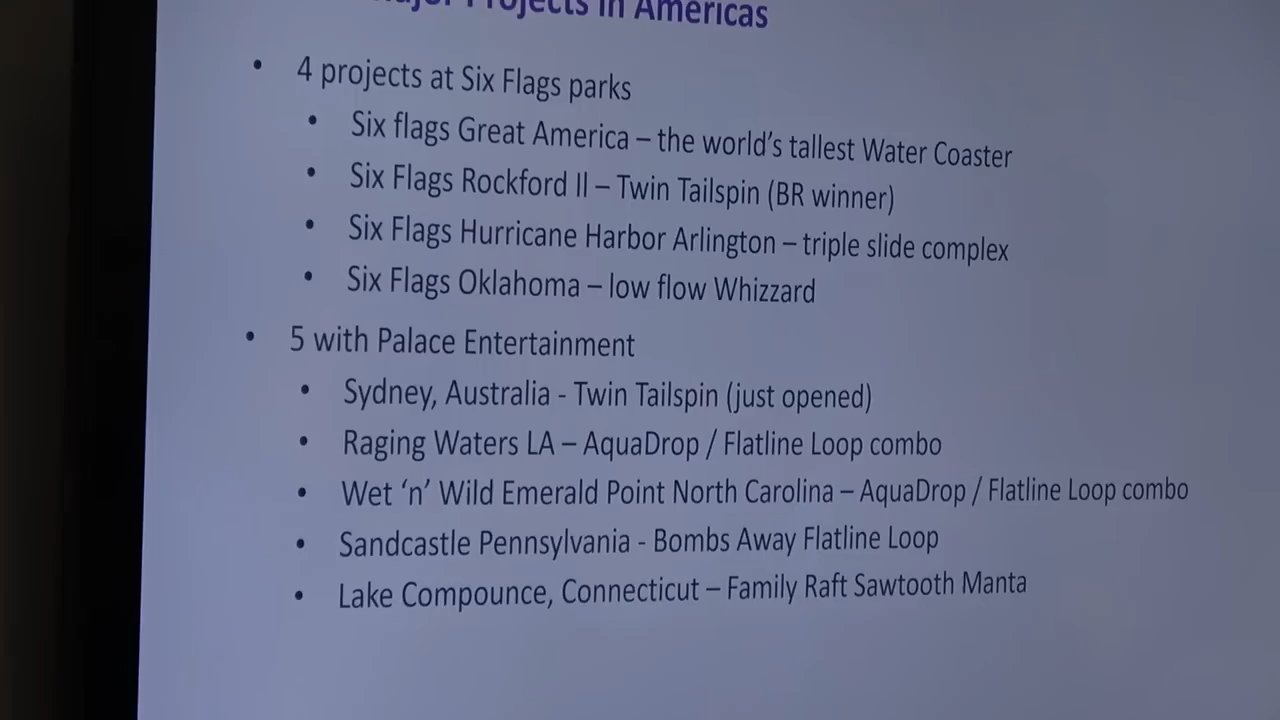 Projects in Americas
• 4 projects at Six Flags parks
• Six flags Great America – the world’s tallest Water Coaster
• Six Flags Rockford II – Twin Tailspin (BR winner)
• Six Flags Hurricane Harbor Arlington – triple slide complex
• Six Flags Oklahoma – low flow Whizzard
• 5 with Palace Entertainment
• Sydney, Australia - Twin Tailspin (just opened)
• Raging Waters LA – AquaDrop / Flatline Loop combo
• Wet ‘n’ Wild Emerald Point North Carolina – AquaDrop / Flatline Loop combo
• Sandcastle Pennsylvania - Bombs Away Flatline Loop
• Lake Compounce, Connecticut – Family Raft Sawtooth Manta